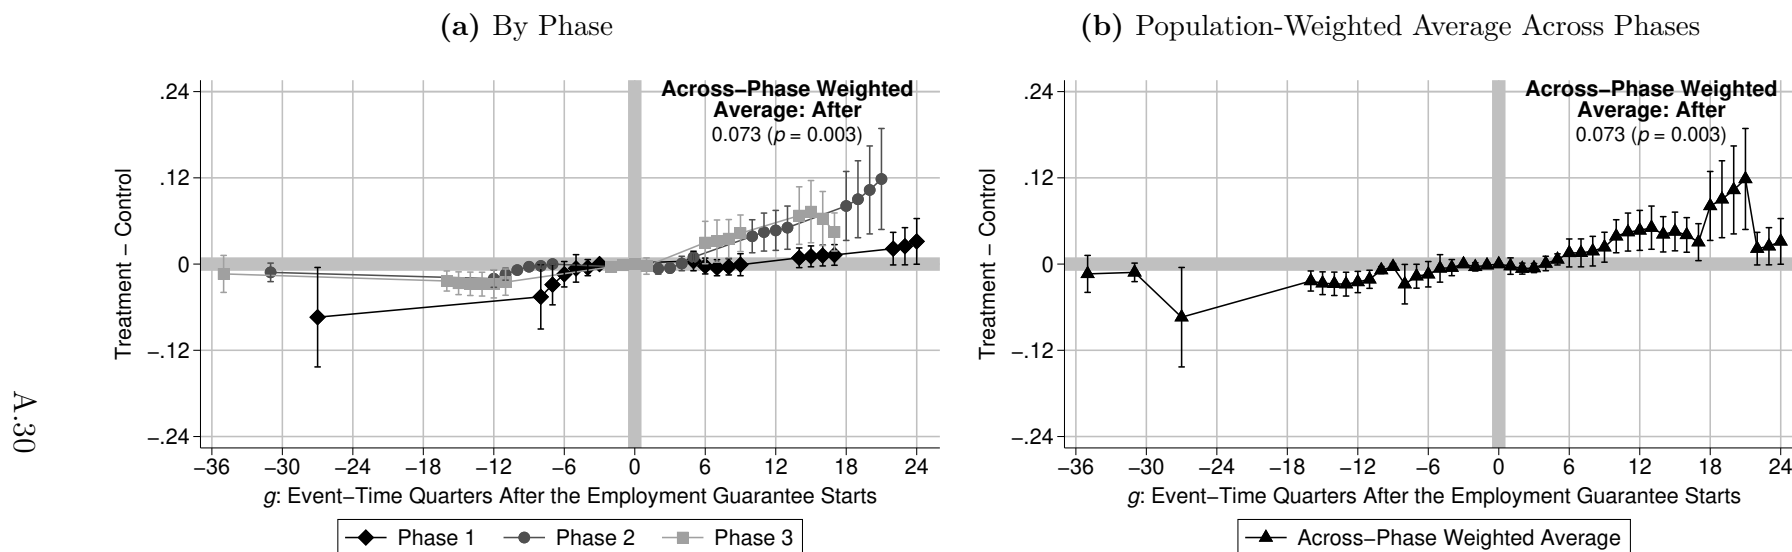 (a) By Phase
Across−Phase Weighted
Average: After
0.073 (p = 0.003)
Treatment − Control
.24
.12
0
−.12
−.24
−36 −30 −24 −18 −12 −6 0 6 12 18 24
g: Event−Time Quarters After the Employment Guarantee Starts
Phase 1 Phase 2 Phase 3
(b) Population-Weighted Average Across Phases
Across−Phase Weighted
Average: After
0.073 (p = 0.003)
Treatment − Control
.24
.12
0
−.12
−.24
−36 −30 −24 −18 −12 −6 0 6 12 18 24
g: Event−Time Quarters After the Employment Guarantee Starts
Across−Phase Weighted Average
A.30